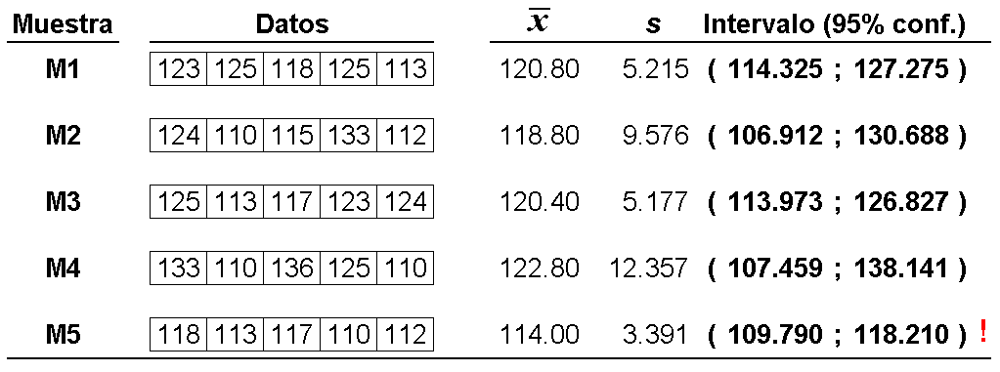 Muestra Datos x̅ s Intervalo (95% conf.)
M1 123 125 118 125 113 120.80 5.215 ( 114.325 ; 127.275 )
M2 124 110 115 133 112 118.80 9.576 ( 106.912 ; 130.688 )
M3 125 113 117 123 124 120.40 5.177 ( 113.973 ; 126.827 )
M4 133 110 136 125 110 122.80 12.357 ( 107.459 ; 138.141 )
M5 118 113 117 110 112 114.00 3.391 ( 109.790 ; 118.210 ) !